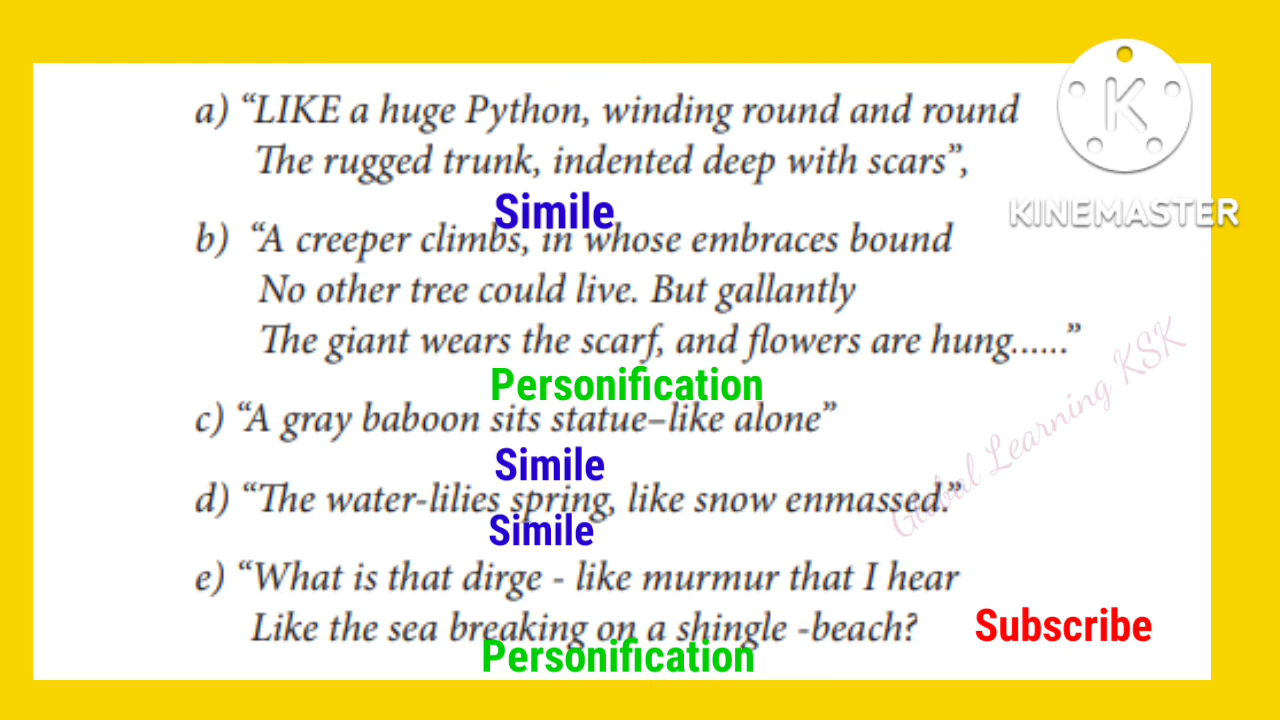 a) “LIKE a huge Python, winding round and round
The rugged trunk, indented deep with scars”,
Simile
b) “A creeper climbs, in whose embraces bound
No other tree could live. But gallantly
The giant wears the scarf, and flowers are hung......”
Personification
c) “A gray baboon sits statue–like alone”
Simile
d) “The water-lilies spring, like snow enmassed.”
Simile
e) “What is that dirge - like murmur that I hear
Like the sea breaking on a shingle -beach?
Personification
Subscribe
K
KINEMASTER
Global Learning KSK